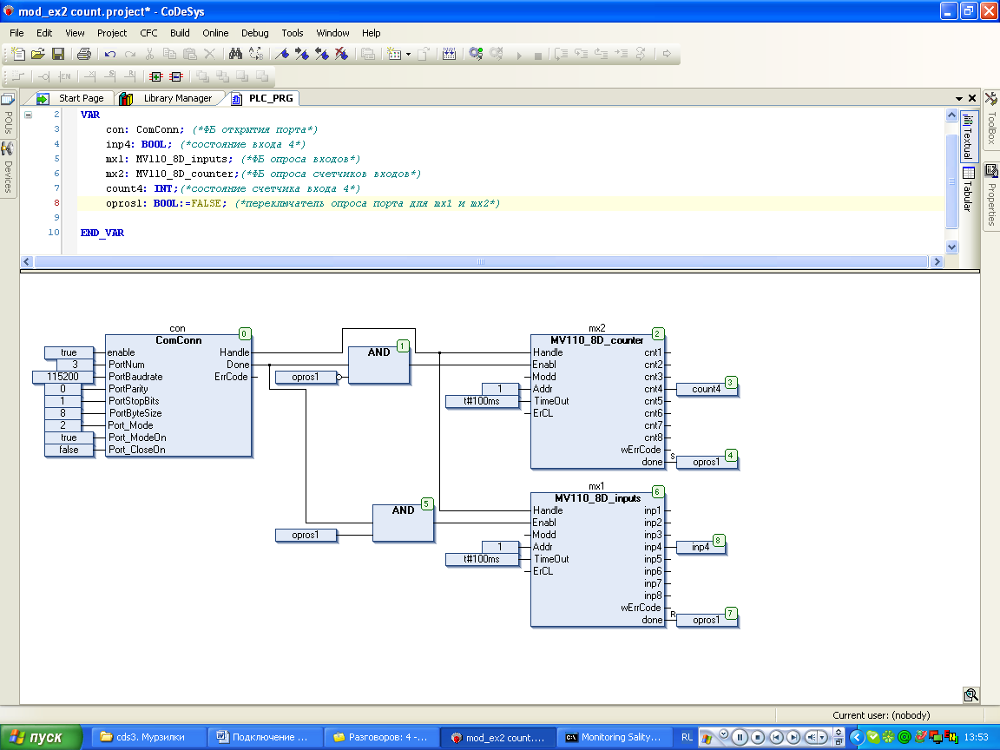 mod_ex2 count.project* - CoDeSys
File Edit View Project CFC Build Online Debug Tools Window Help
Start Page Library Manager PLC_PRG
POUs
Devices
2 VAR
3 con: ComConn; (*ФБ открытия порта*)
4 inp4: BOOL; (*состояние входа 4*)
5 mx1: MV110_8D_inputs; (*ФБ опроса входов*)
6 mx2: MV110_8D_counter;(*ФБ опроса счетчиков входов*)
7 count4: INT;(*состояние счетчика входа 4*)
8 opros1: BOOL:=FALSE; (*переключатель опроса порта для mx1 и mx2*)
9
10 END_VAR
Textual
Tabular
ToolBox
Properties
con
ComConn 0
true enable Handle
3 PortNum Done
115200 PortBaudrate ErrCode
0 PortParity
1 PortStopBits
8 PortByteSize
2 Port_Mode
true Port_ModeOn
false Port_CloseOn
AND 1
opros1
mx2
MV110_8D_counter 2
Handle cnt1
Enabl cnt2
Modd cnt3
1 Addr cnt4 count4 3
t#100ms TimeOut cnt5
ErCL cnt6
cnt7
cnt8
wErrCode
done S opros1 4
AND 5
opros1
mx1
MV110_8D_inputs 6
Handle inp1
Enabl inp2
Modd inp3
1 Addr inp4 inp4 8
t#100ms TimeOut inp5
ErCL inp6
inp7
inp8
wErrCode
done R opros1 7
Current user: (nobody)
пуск cds3. Мурзилки Подключение ... Разговоров: 4 -... mod_ex2 count.... Monitoring Sality... RL 13:53